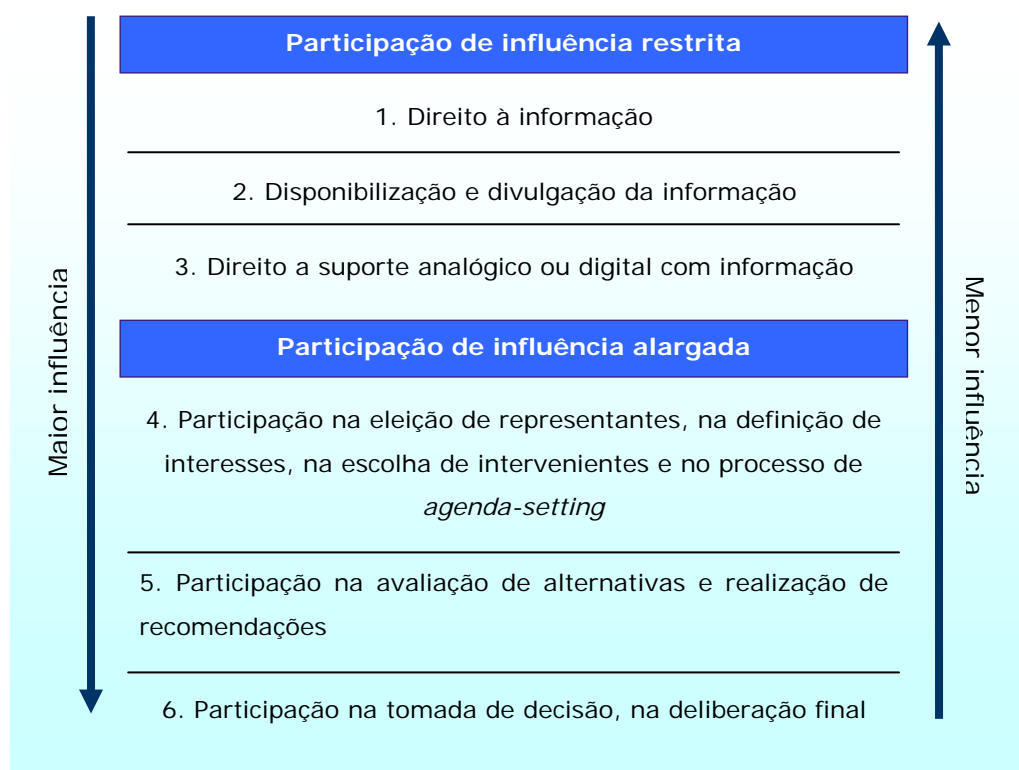 Participação de influência restrita
1. Direito à informação
2. Disponibilização e divulgação da informação
3. Direito a suporte analógico ou digital com informação
Maior influência
Menor influência
Participação de influência alargada
4. Participação na eleição de representantes, na definição de
interesses, na escolha de intervenientes e no processo de
agenda-setting
5. Participação na avaliação de alternativas e realização de
recomendações
6. Participação na tomada de decisão, na deliberação final